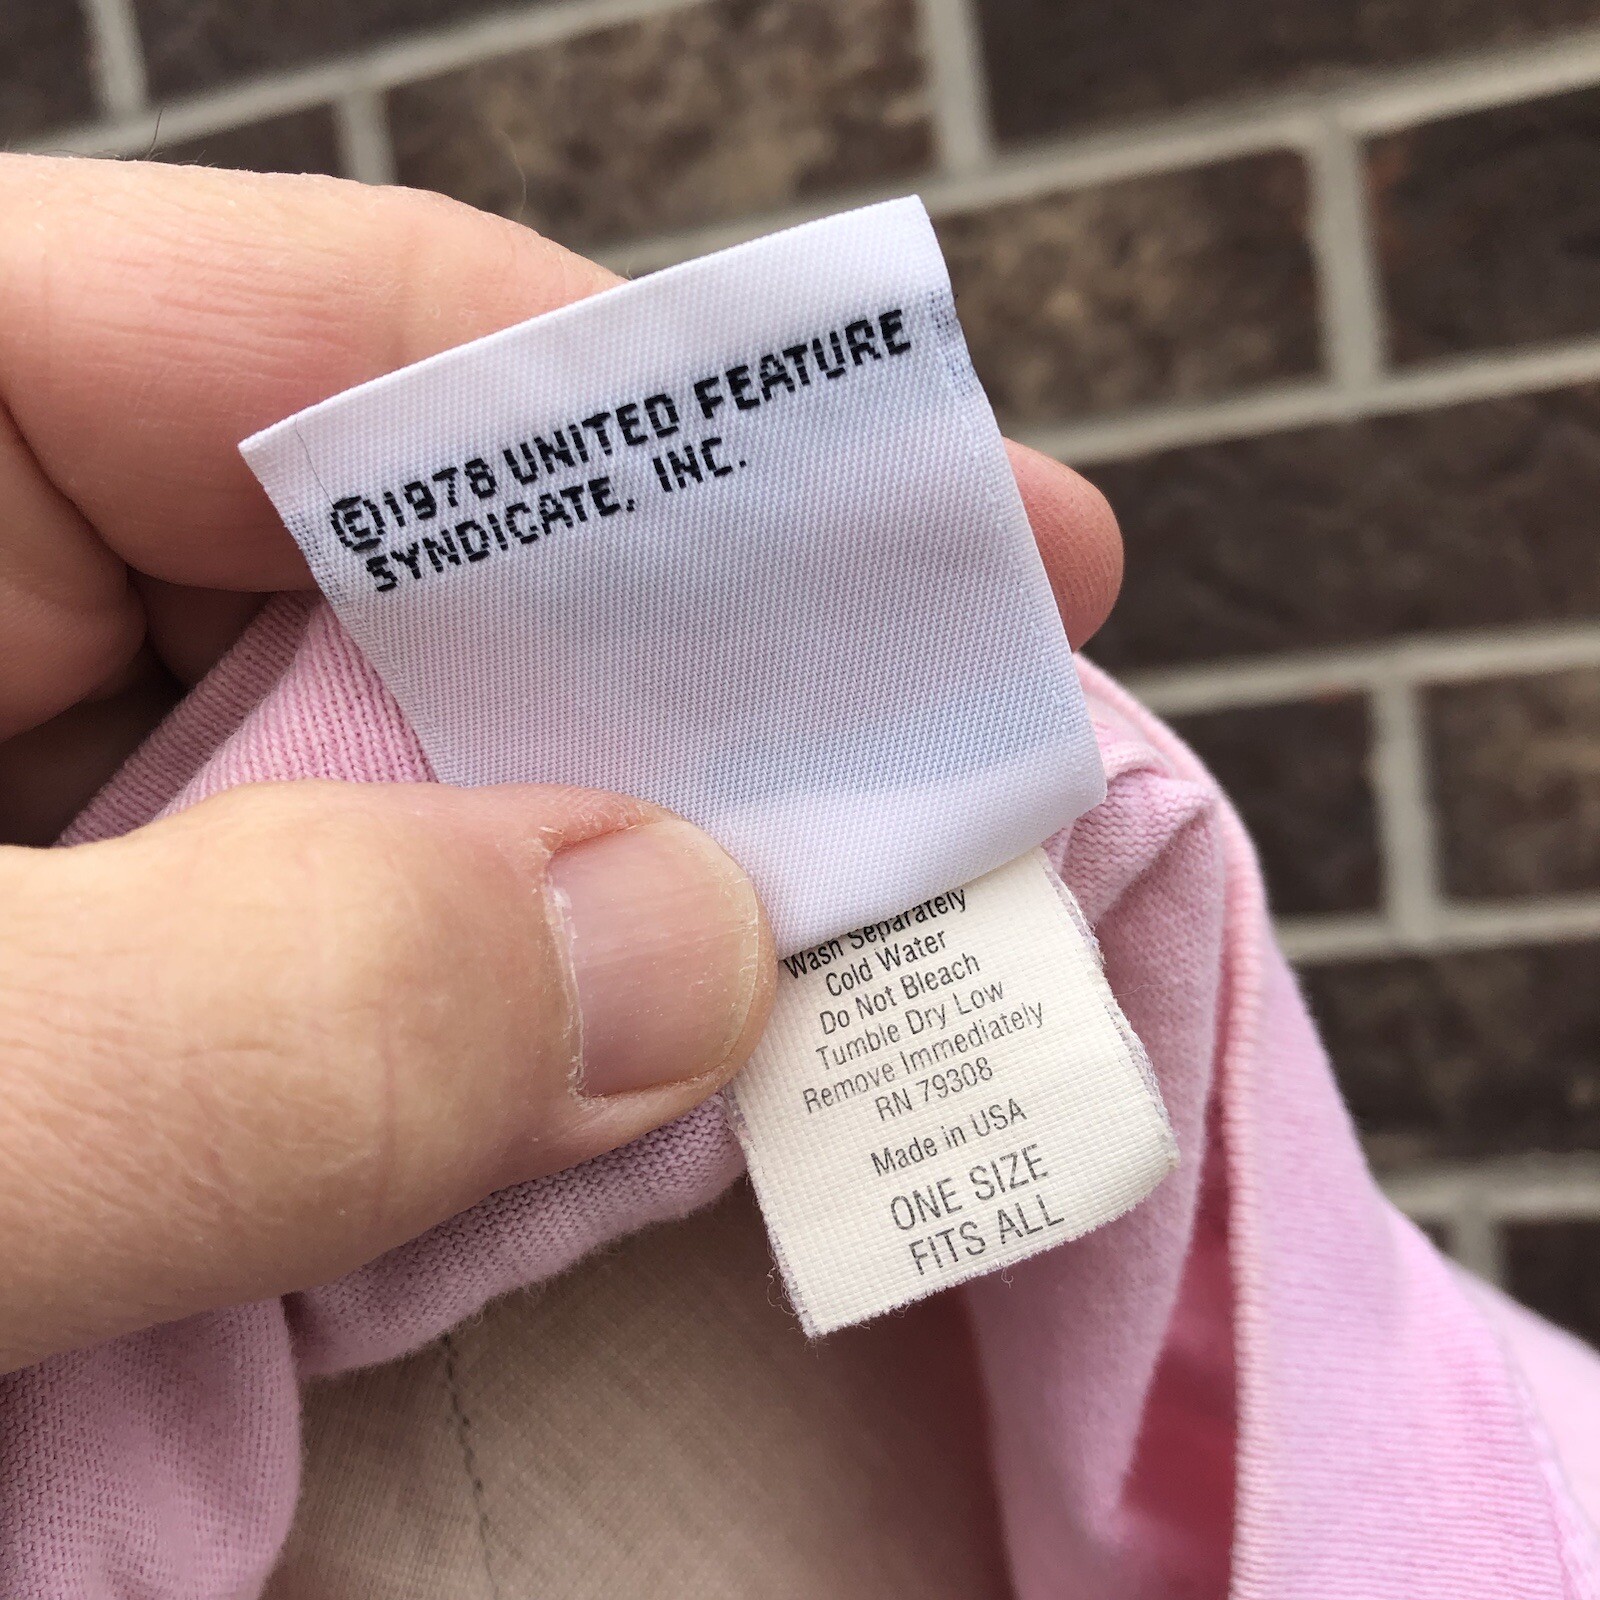 ©1978 UNITED FEATURE
SYNDICATE, INC.
Wash Separately
Cold Water
Do Not Bleach
Tumble Dry Low
Remove Immediately
RN 79308
Made in USA
ONE SIZE
FITS ALL